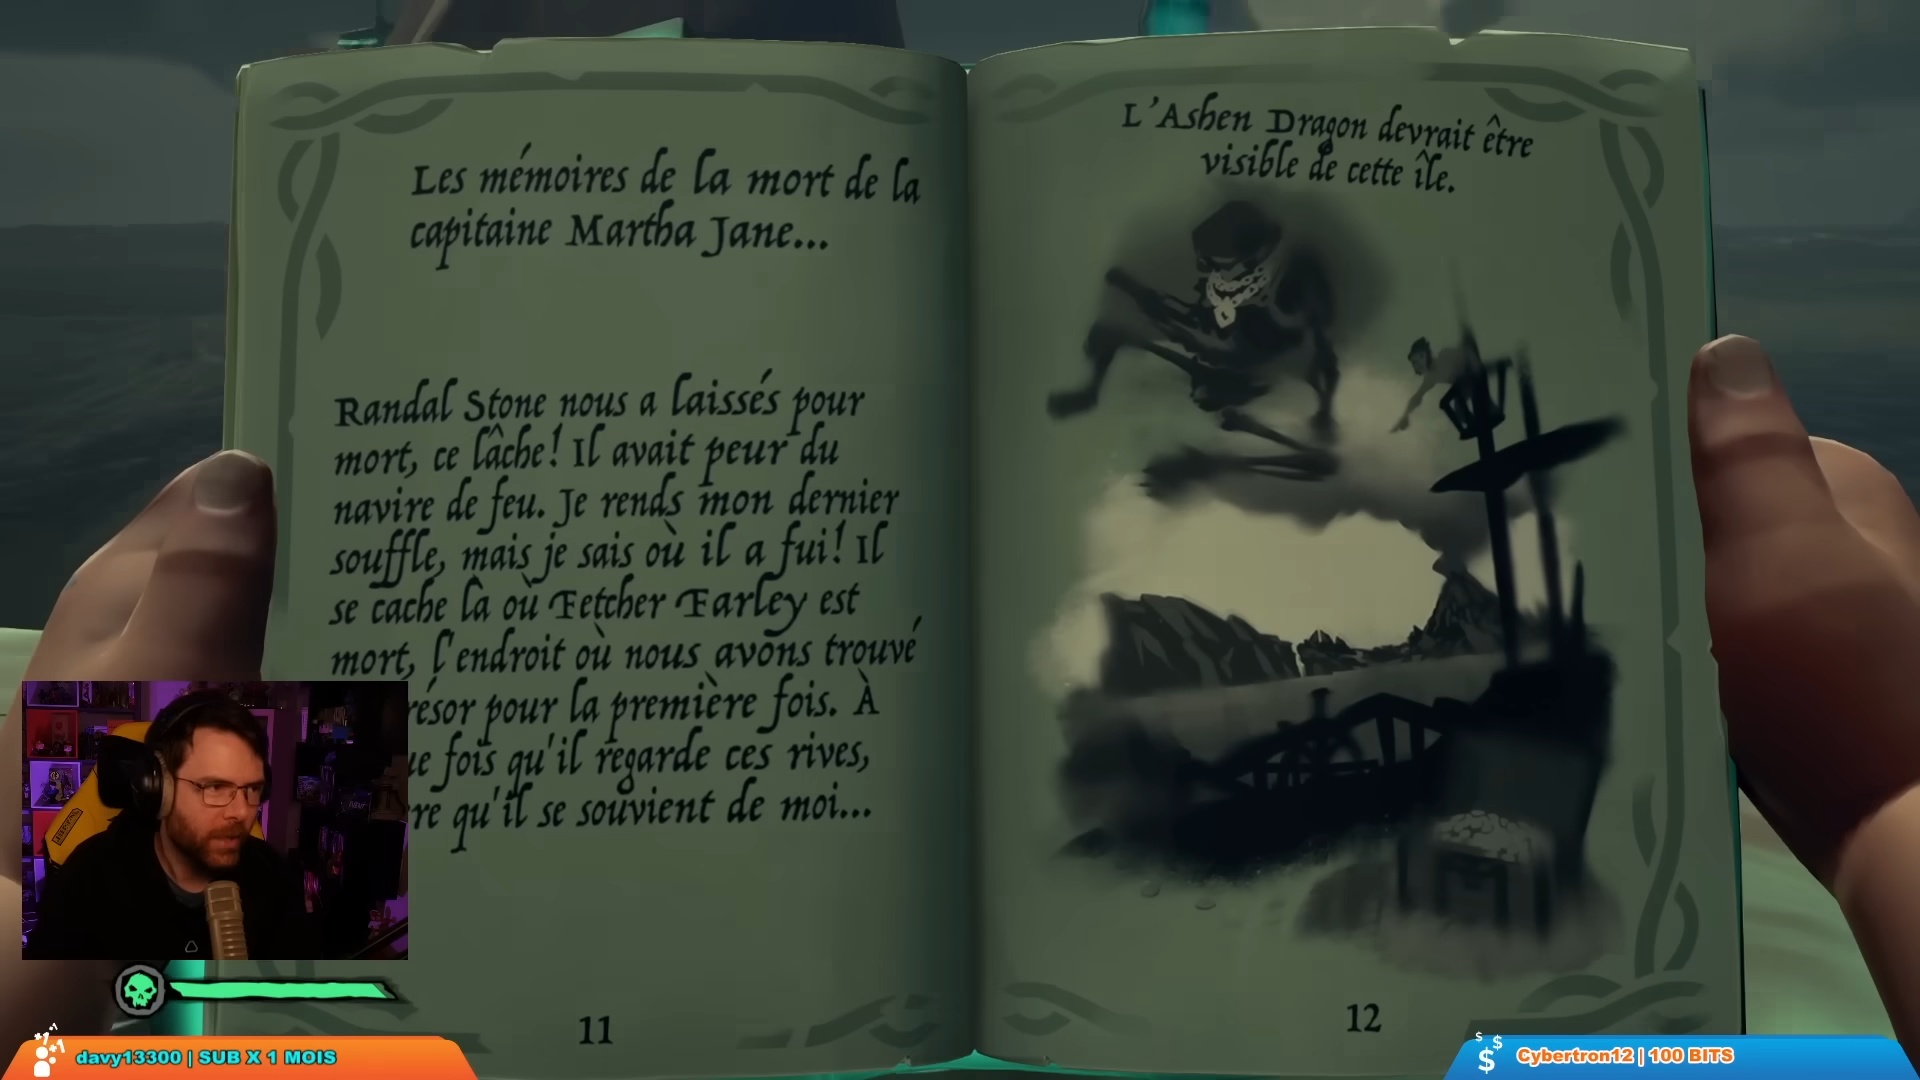 Les mémoires de la mort de la
capitaine Martha Jane...
Randal Stone nous a laissés pour
mort, ce lâche! Il avait peur du
navire de feu. Je rends mon dernier
souffle, mais je sais où il a fui! Il
se cache là où Fetcher Farley est
mort, l'endroit où nous avons trouvé
pour la première fois. À
fois qu'il regarde ces rives,
qu'il se souvient de moi...
11
L'Ashen Dragon devrait être
visible de cette île.
12
davy13300 | SUB X 1 MOIS
Cybertron12 | 100 BITS